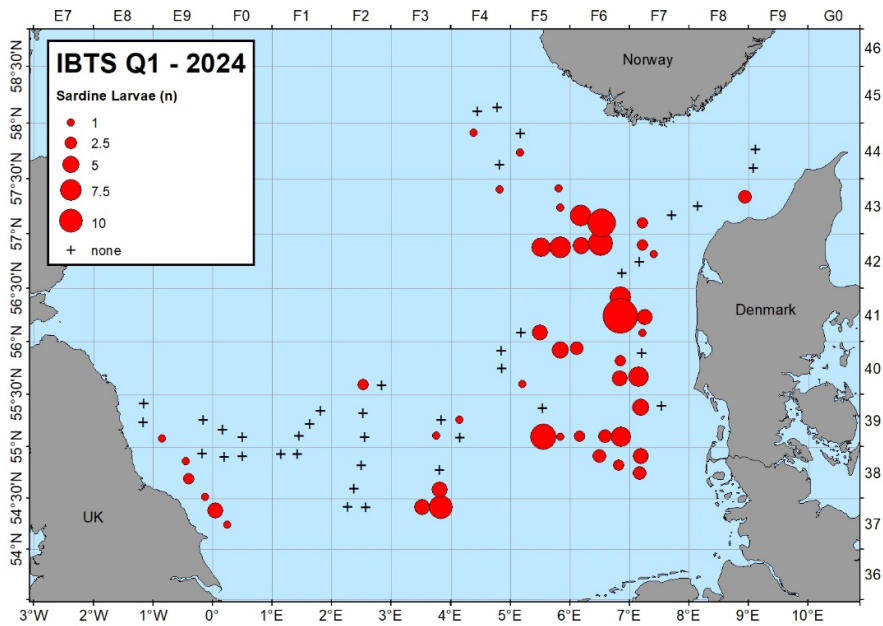 E7 E8 E9 F0 F1 F2 F3 F4 F5 F6 F7 F8 F9 G0
IBTS Q1 - 2024
Sardine Larvae (n)
1
2.5
5
7.5
10
none
Norway
Denmark
UK
58°30'N
58°N
57°30'N
57°N
56°30'N
56°N
55°30'N
55°N
54°30'N
54°N
46
45
44
43
42
41
40
39
38
37
36
3°W 2°W 1°W 0° 1°E 2°E 3°E 4°E 5°E 6°E 7°E 8°E 9°E 10°E